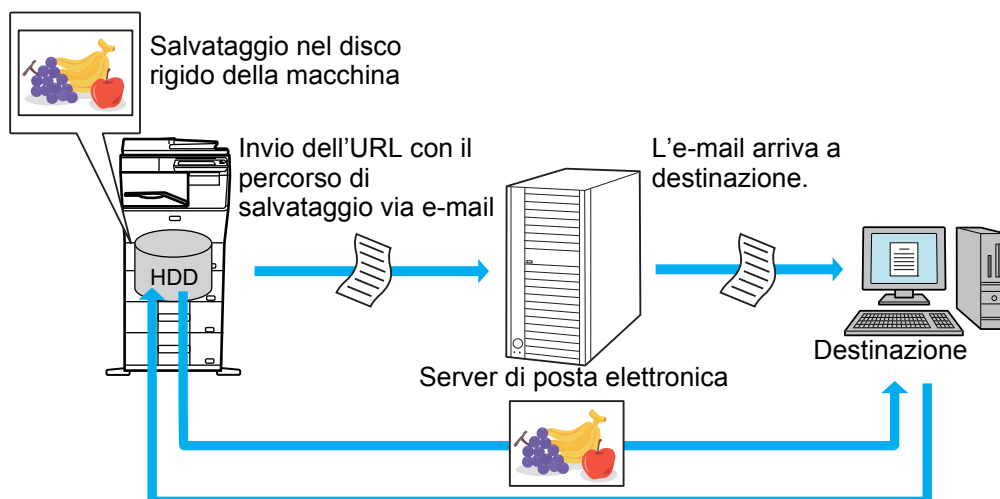 Salvataggio nel disco
rigido della macchina
Invio dell’URL con il
percorso di
salvataggio via e-mail
L’e-mail arriva a
destinazione.
HDD
Destinazione
Server di posta elettronica